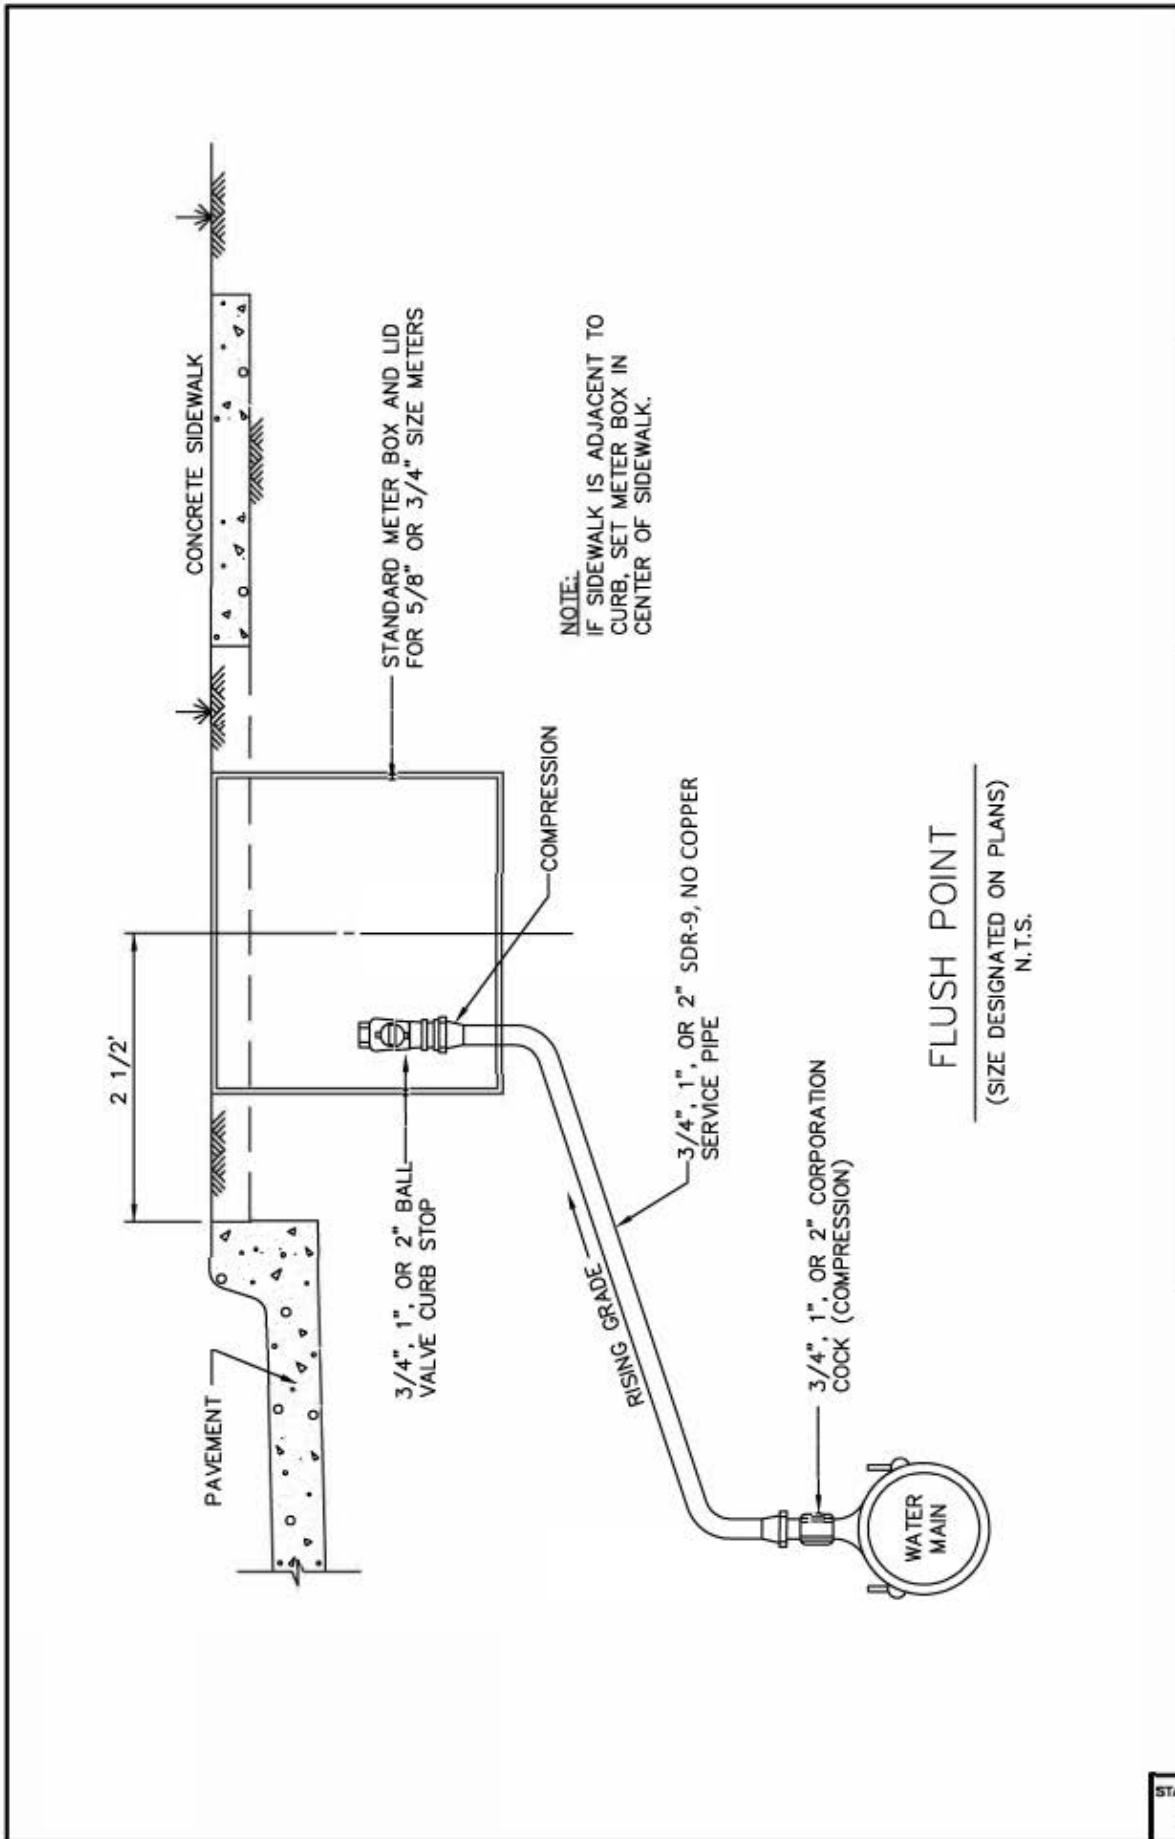 2 1/2'
CONCRETE SIDEWALK
PAVEMENT
STANDARD METER BOX AND LID
FOR 5/8" OR 3/4" SIZE METERS
3/4", 1", OR 2" BALL
VALVE CURB STOP
COMPRESSION
NOTE:
IF SIDEWALK IS ADJACENT TO
CURB, SET METER BOX IN
CENTER OF SIDEWALK.
RISING GRADE
3/4", 1", OR 2" SDR-9, NO COPPER
SERVICE PIPE
3/4", 1", OR 2" CORPORATION
COCK (COMPRESSION)
WATER
MAIN
FLUSH POINT
(SIZE DESIGNATED ON PLANS)
N.T.S.